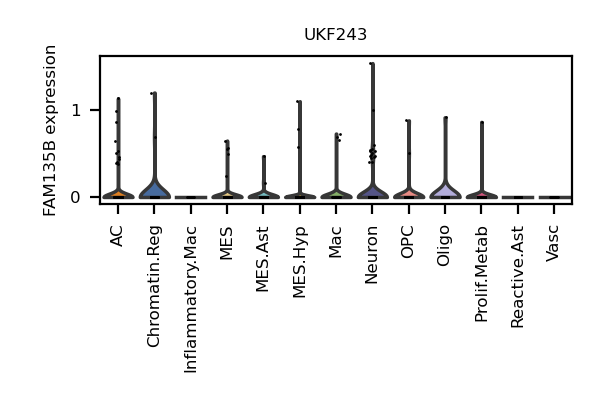 UKF243
FAM135B expression
1
0
AC
Chromatin.Reg
Inflammatory.Mac
MES
MES.Ast
MES.Hyp
Mac
Neuron
OPC
Oligo
Prolif.Metab
Reactive.Ast
Vasc